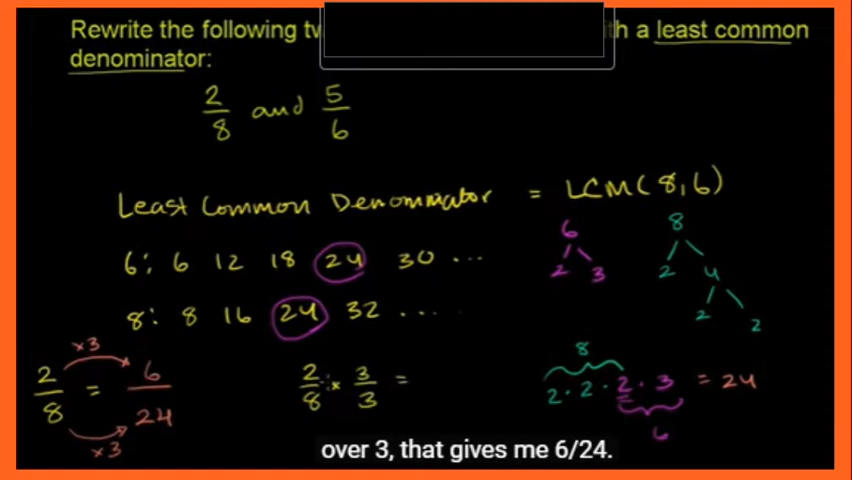 Rewrite the following tw with a least common
denominator:
2/8 and 5/6
Least Common Denominator = LCM(8,6)
6: 6 12 18 24 30 ...
8: 8 16 24 32 ....
6
2 3
8
2 4
2 2
×3
2/8 = 6/24
×3
2/8 × 3/3 =
8
2·2·2·3 = 24
6
over 3, that gives me 6/24.